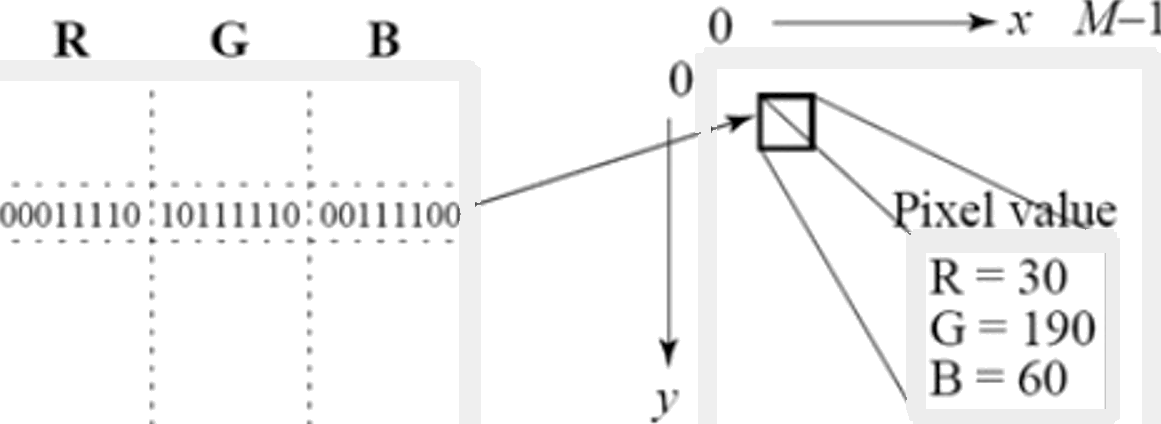 R G B
00011110 10111110 00111100
0 x M–1
0
y
Pixel value
R = 30
G = 190
B = 60